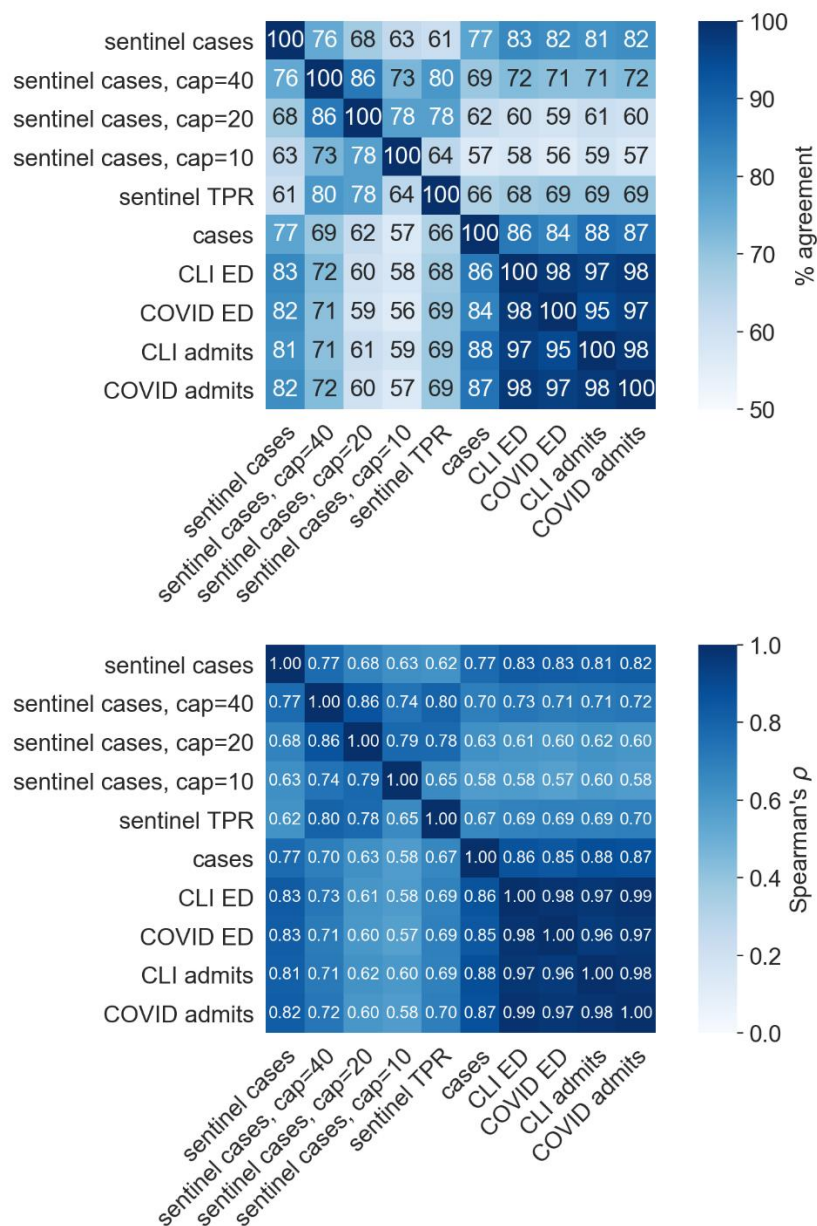 sentinel cases 100 76 68 63 61 77 83 82 81 82
sentinel cases, cap=40 76 100 86 73 80 69 72 71 71 72
sentinel cases, cap=20 68 86 100 78 78 62 60 59 61 60
sentinel cases, cap=10 63 73 78 100 64 57 58 56 59 57
sentinel TPR 61 80 78 64 100 66 68 69 69 69
cases 77 69 62 57 66 100 86 84 88 87
CLI ED 83 72 60 58 68 86 100 98 97 98
COVID ED 82 71 59 56 69 84 98 100 95 97
CLI admits 81 71 61 59 69 88 97 95 100 98
COVID admits 82 72 60 57 69 87 98 97 98 100
sentinel cases
sentinel cases, cap=40
sentinel cases, cap=20
sentinel cases, cap=10
sentinel TPR
cases
CLI ED
COVID ED
CLI admits
COVID admits
100
90
80
70
60
50
% agreement
sentinel cases 1.00 0.77 0.68 0.63 0.62 0.77 0.83 0.83 0.81 0.82
sentinel cases, cap=40 0.77 1.00 0.86 0.74 0.80 0.70 0.73 0.71 0.71 0.72
sentinel cases, cap=20 0.68 0.86 1.00 0.79 0.78 0.63 0.61 0.60 0.62 0.60
sentinel cases, cap=10 0.63 0.74 0.79 1.00 0.65 0.58 0.58 0.57 0.60 0.58
sentinel TPR 0.62 0.80 0.78 0.65 1.00 0.67 0.69 0.69 0.69 0.70
cases 0.77 0.70 0.63 0.58 0.67 1.00 0.86 0.85 0.88 0.87
CLI ED 0.83 0.73 0.61 0.58 0.69 0.86 1.00 0.98 0.97 0.99
COVID ED 0.83 0.71 0.60 0.57 0.69 0.85 0.98 1.00 0.96 0.97
CLI admits 0.81 0.71 0.62 0.60 0.69 0.88 0.97 0.96 1.00 0.98
COVID admits 0.82 0.72 0.60 0.58 0.70 0.87 0.99 0.97 0.98 1.00
sentinel cases
sentinel cases, cap=40
sentinel cases, cap=20
sentinel cases, cap=10
sentinel TPR
cases
CLI ED
COVID ED
CLI admits
COVID admits
1.0
0.8
0.6
0.4
0.2
0.0
Spearman's ρ